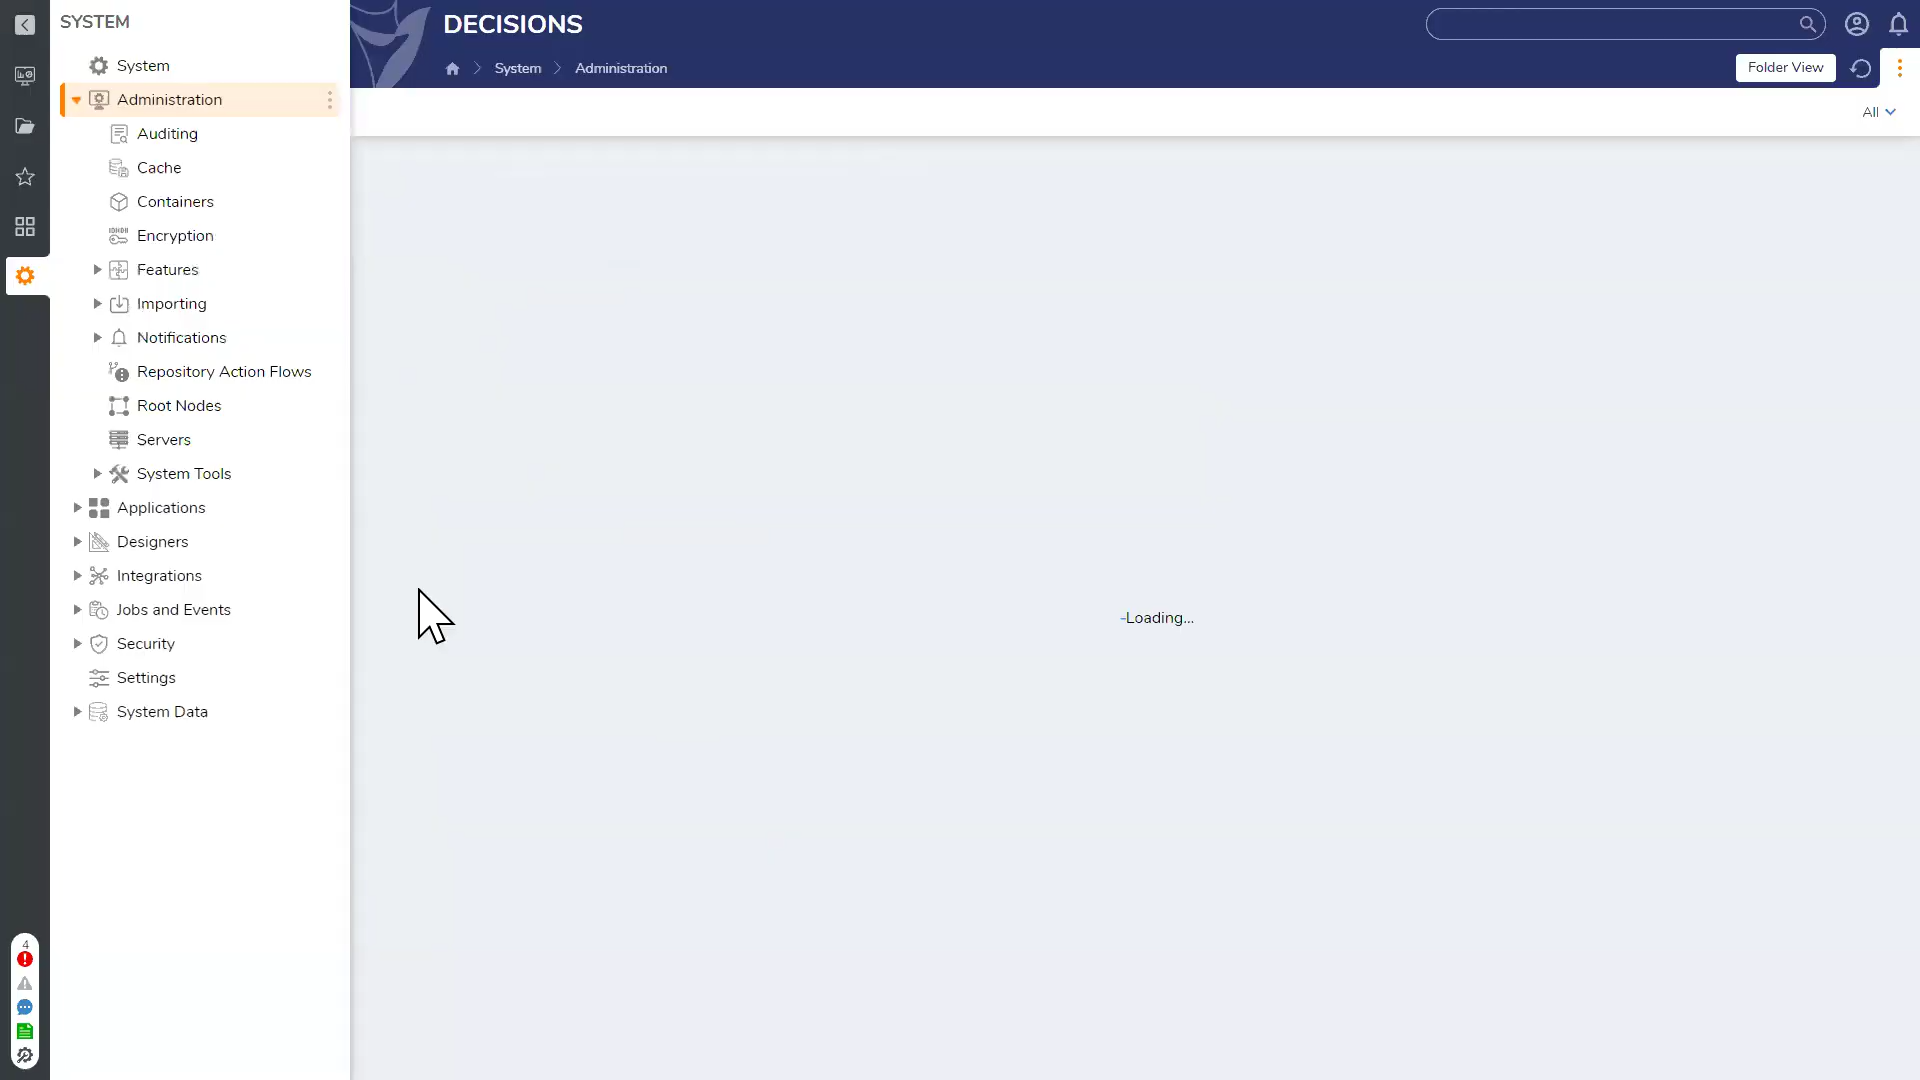 SYSTEM
System
Administration
Auditing
Cache
Containers
Encryption
Features
Importing
Notifications
Repository Action Flows
Root Nodes
Servers
System Tools
Applications
Designers
Integrations
Jobs and Events
Security
Settings
System Data
4
DECISIONS
System
Administration
Folder View
All
-Loading...